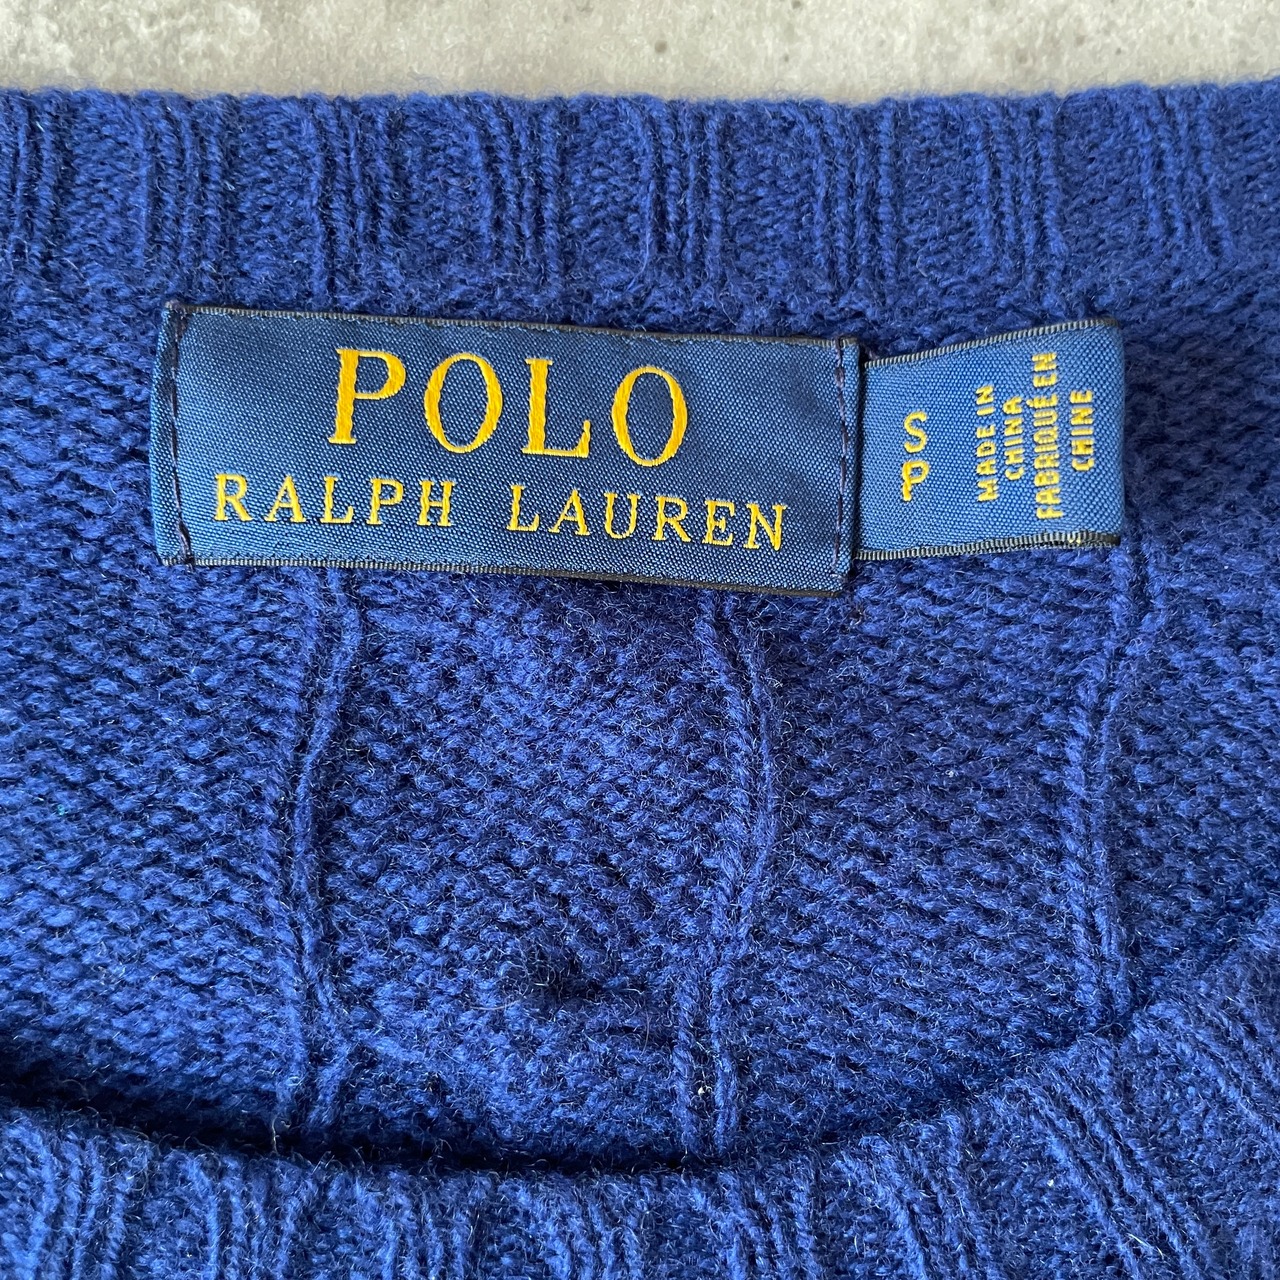 POLO
RALPH LAUREN
S
P
MADE IN
CHINA
FABRIQUÉ EN
CHINE